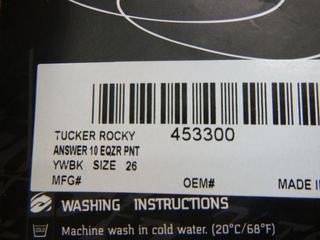 TUCKER ROCKY 453300
ANSWER 10 EQZR PNT
YWBK SIZE 26
MFG# OEM# MADE IN
WASHING INSTRUCTIONS
Machine wash in cold water. (20°C/68°F)